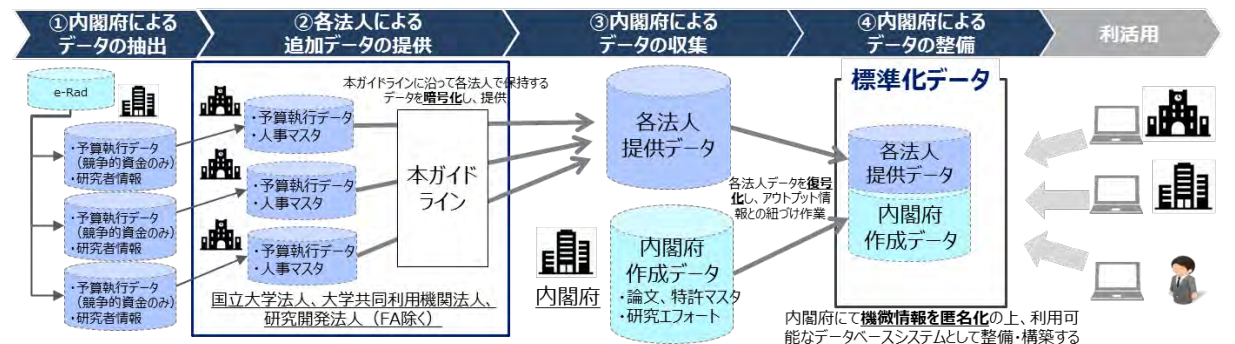 ①内閣府による
データの抽出
②各法人による
追加データの提供
③内閣府による
データの収集
④内閣府による
データの整備
利活用
e-Rad
・予算執行データ
（競争的資金のみ）
・研究者情報
・予算執行データ
（競争的資金のみ）
・研究者情報
・予算執行データ
（競争的資金のみ）
・研究者情報
本ガイドラインに沿って各法人で保持する
データを暗号化し、提供
・予算執行データ
・人事マスタ
・予算執行データ
・人事マスタ
・予算執行データ
・人事マスタ
本ガイド
ライン
国立大学法人、大学共同利用機関法人、
研究開発法人（FA除く）
各法人
提供データ
内閣府
内閣府
作成データ
・論文、特許マスタ
・研究エフォート
各法人データを復号
化し、アウトプット情
報との紐づけ作業
標準化データ
各法人
提供データ
内閣府
作成データ
内閣府にて機微情報を匿名化の上、利用可
能なデータベースシステムとして整備・構築する